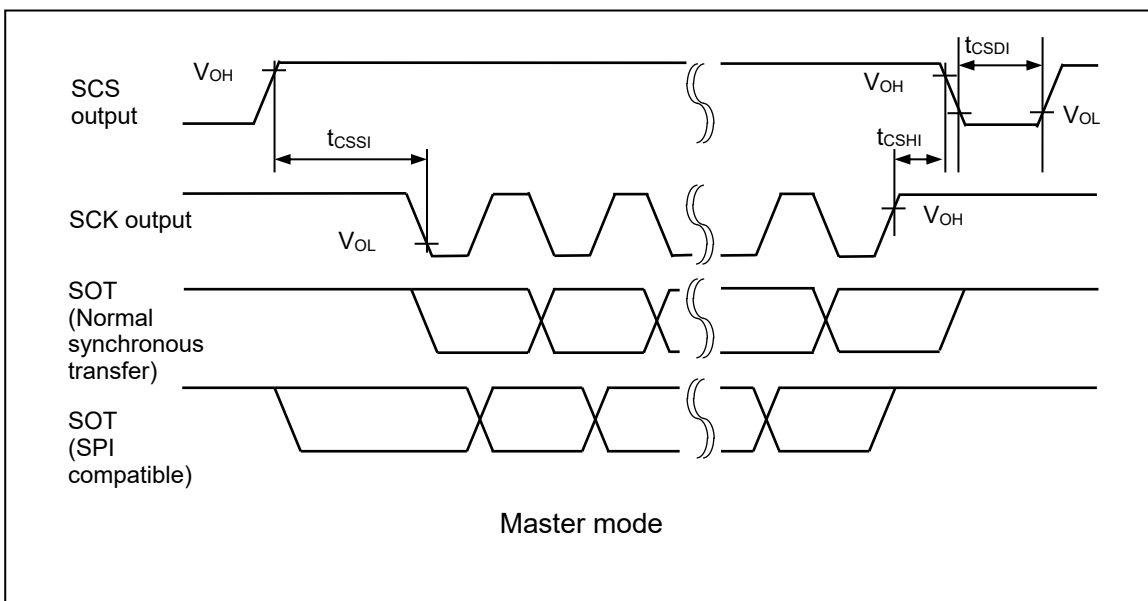 tCSDI
VOH
VOH
SCS
output
VOL
tCSSI
tCSHI
SCK output
VOH
VOL
SOT
(Normal
synchronous
transfer)
SOT
(SPI
compatible)
Master mode